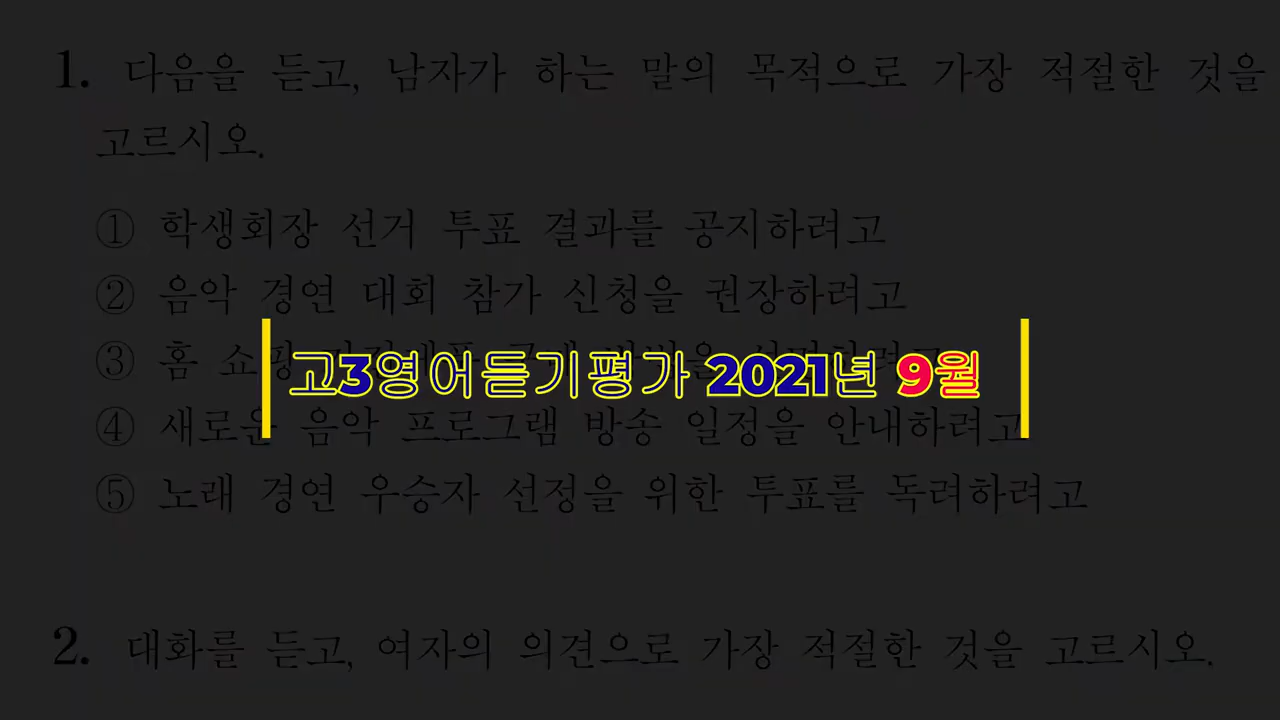 1. 다음을 듣고, 남자가 하는 말의 목적으로 가장 적절한 것을
고르시오.
① 학생회장 선거 투표 결과를 공지하려고
② 음악 경연 대회 참가 신청을 권장하려고
③ 홈 쇼핑
고3영어듣기평가 2021년 9월
④ 새로운 음악 프로그램 방송 일정을 안내하려고
⑤ 노래 경연 우승자 선정을 위한 투표를 독려하려고
2. 대화를 듣고, 여자의 의견으로 가장 적절한 것을 고르시오.